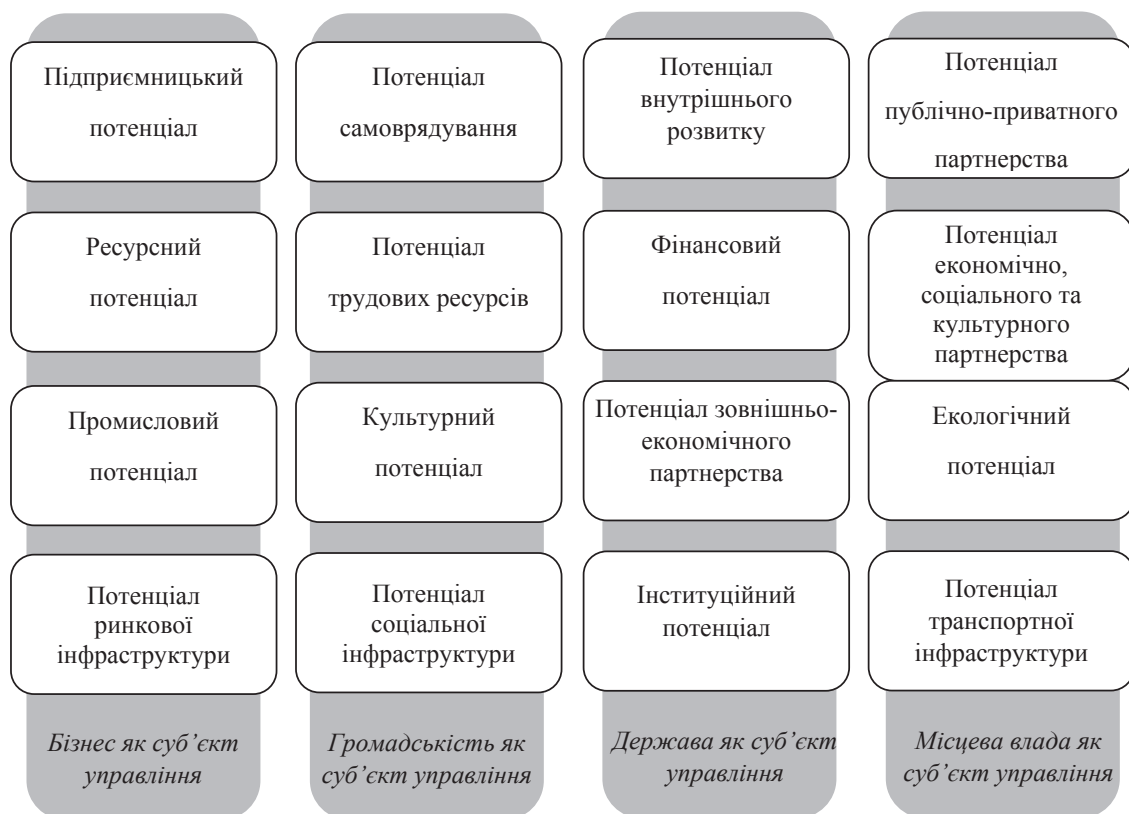 Підприємницький
потенціал
Ресурсний
потенціал
Промисловий
потенціал
Потенціал
ринкової
інфраструктури
Бізнес як суб’єкт
управління
Потенціал
самоврядування
Потенціал
трудових ресурсів
Культурний
потенціал
Потенціал
соціальної
інфраструктури
Громадськість як
суб’єкт управління
Потенціал
внутрішнього
розвитку
Фінансовий
потенціал
Потенціал зовнішньо-
економічного
партнерства
Інституційний
потенціал
Держава як суб’єкт
управління
Потенціал
публічно-приватного
партнерства
Потенціал
економічно,
соціального та
культурного
партнерства
Екологічний
потенціал
Потенціал
транспортної
інфраструктури
Місцева влада як
суб’єкт управління